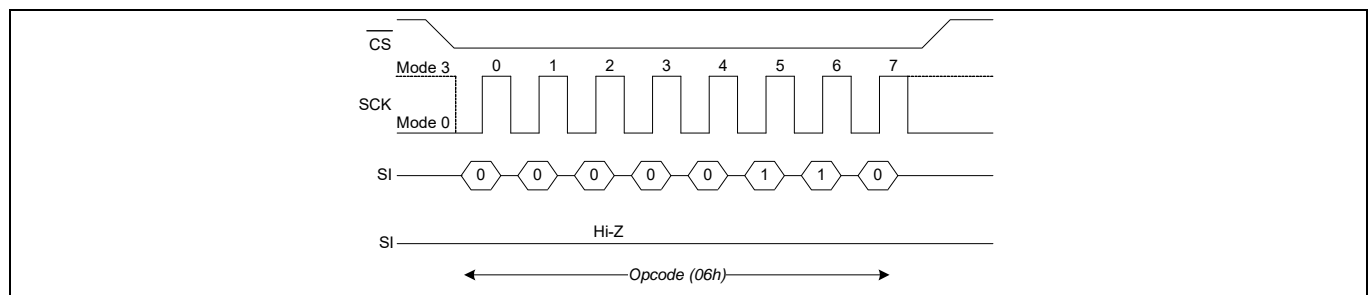 CS
Mode 3 0 1 2 3 4 5 6 7
SCK
Mode 0
SI 0 0 0 0 0 1 1 0
Hi-Z
SI
Opcode (06h)